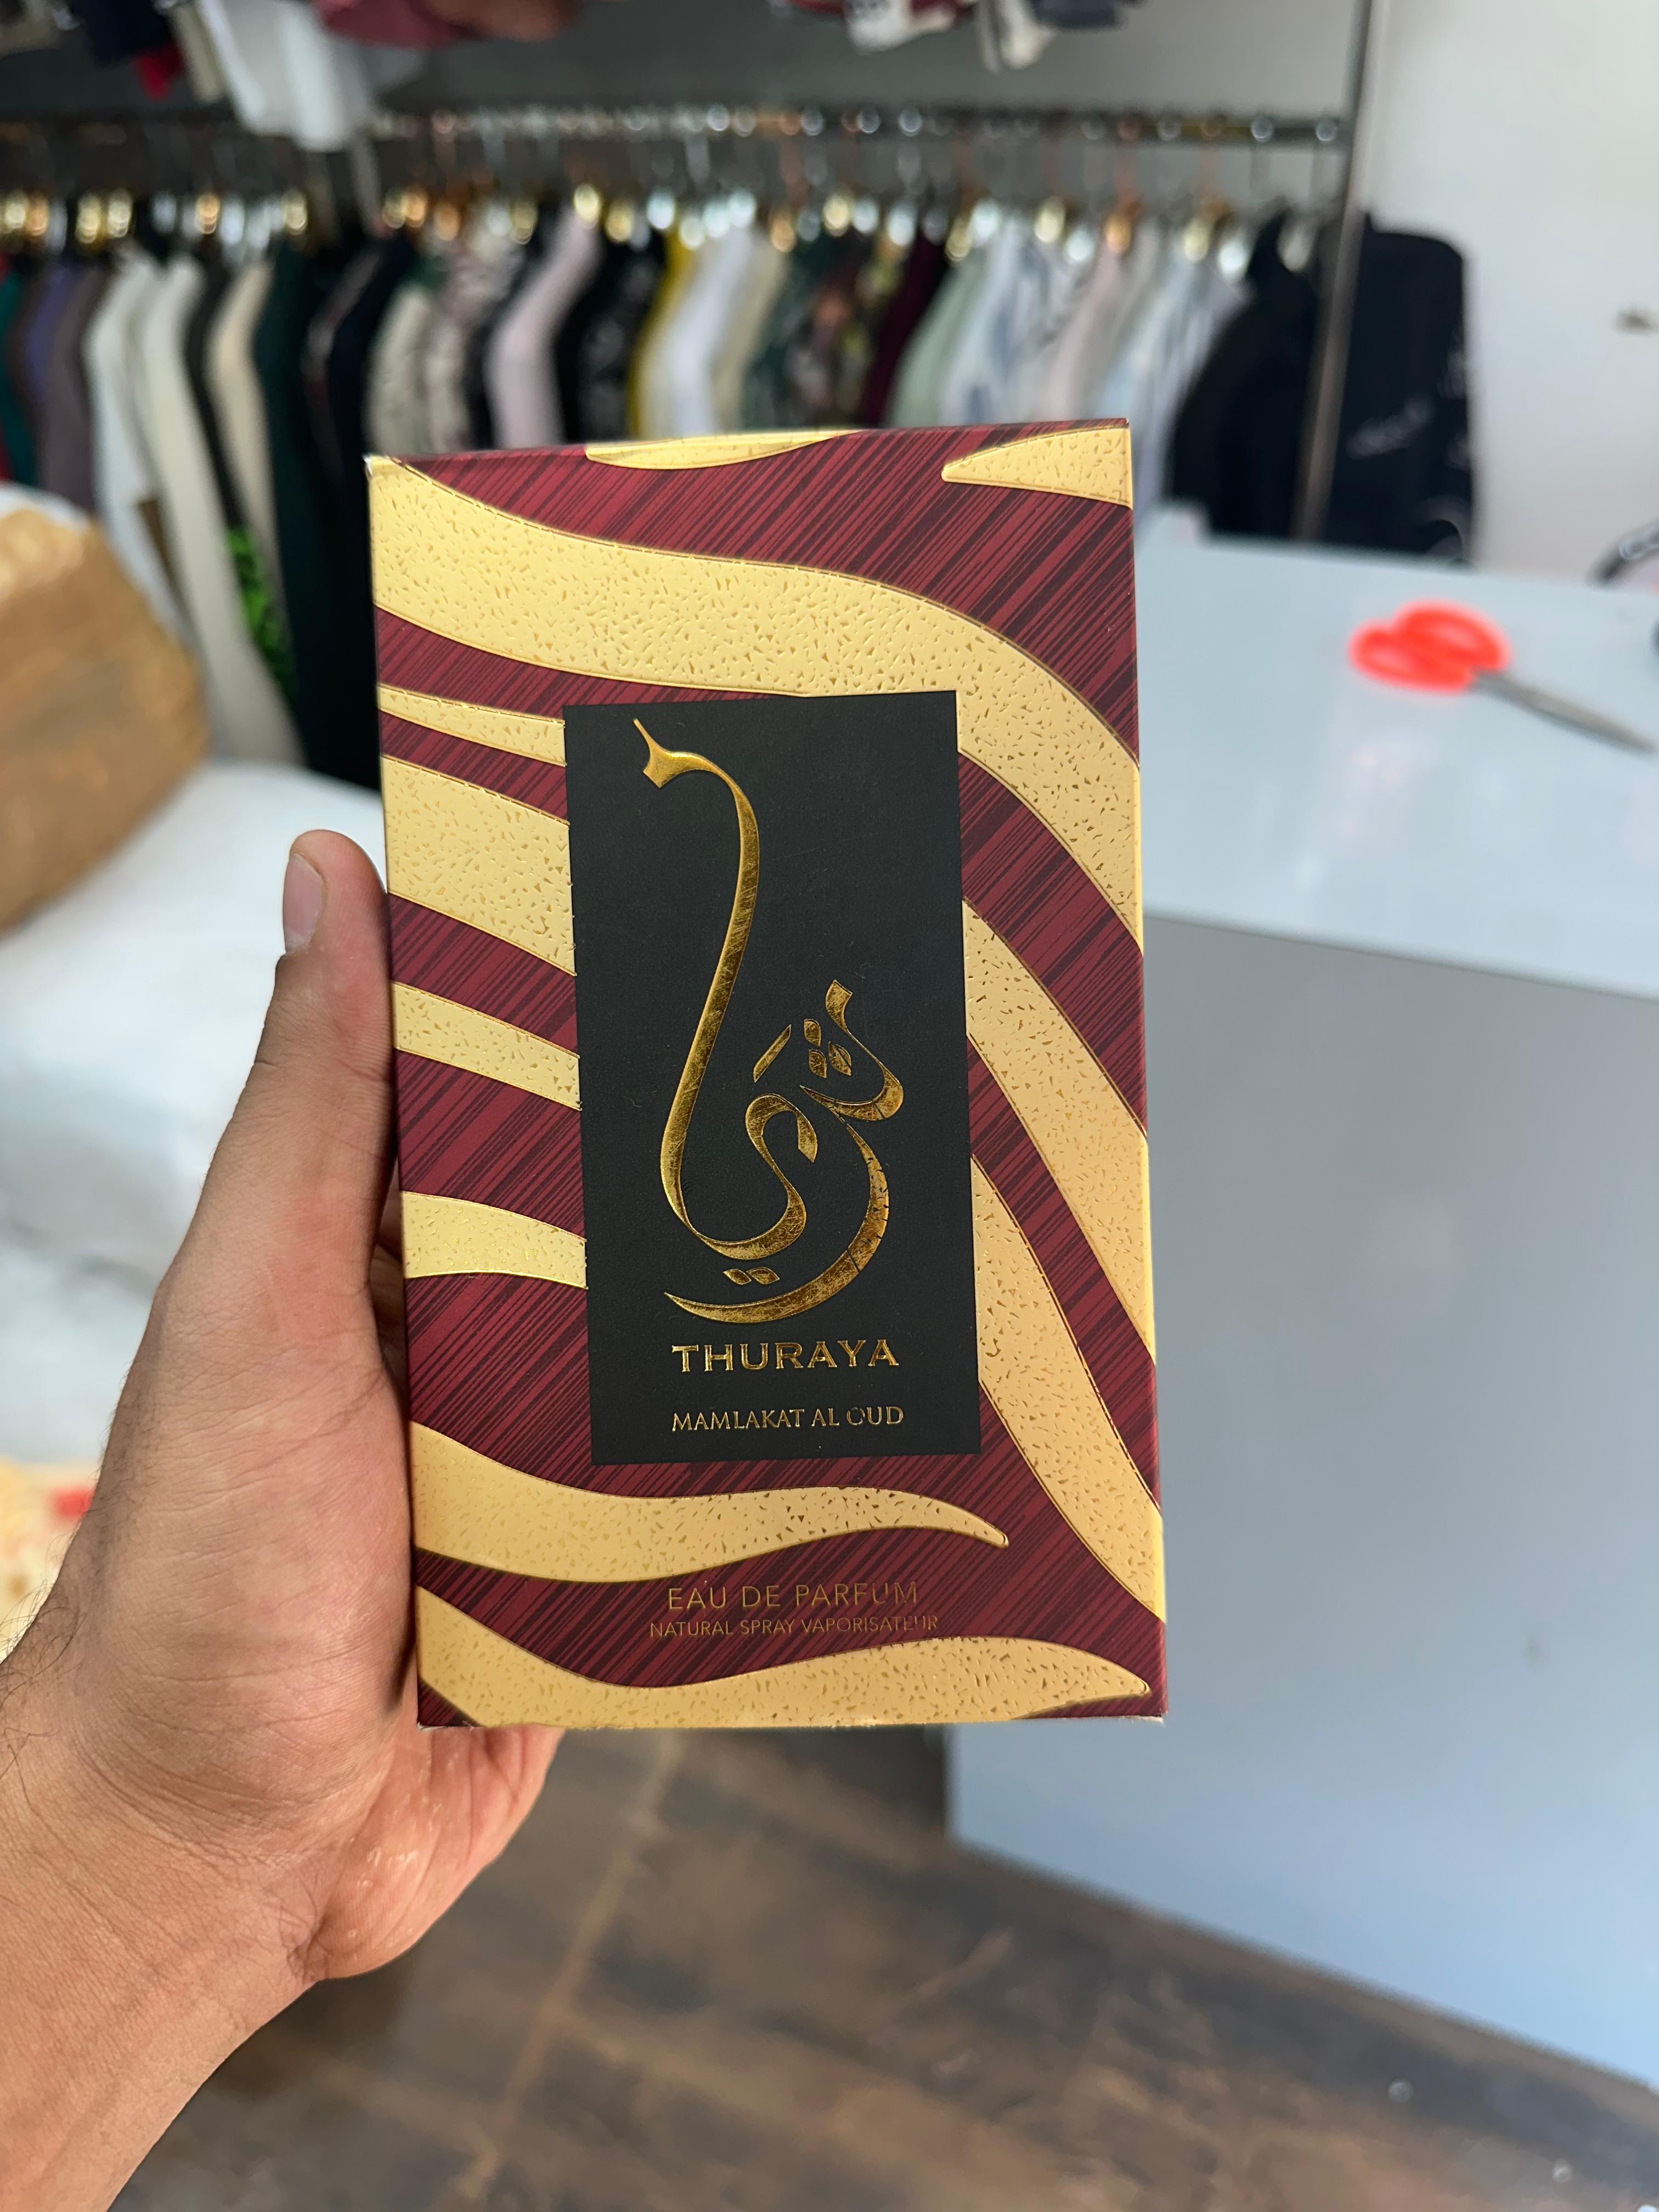 ثريا
THURAYA
MAMLAKAT AL OUD
EAU DE PARFUM
NATURAL SPRAY VAPORISATEUR